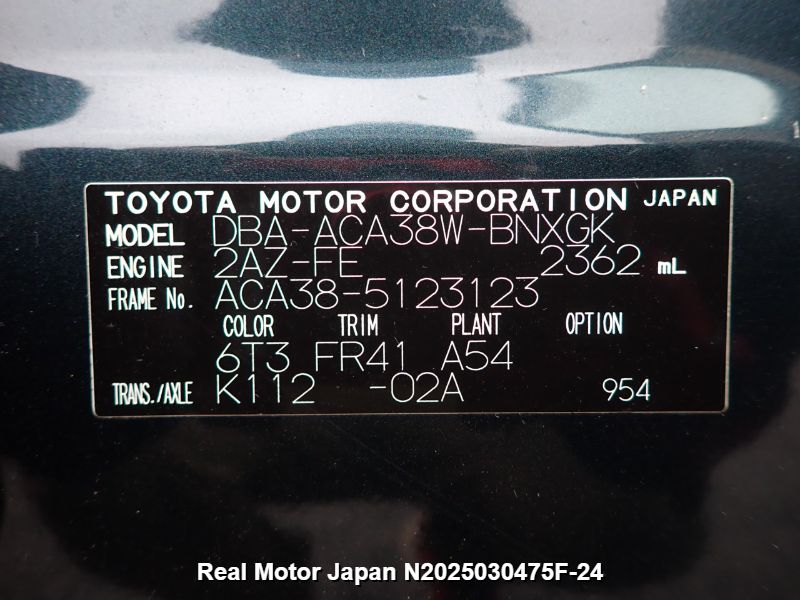 TOYOTA MOTOR CORPORATION JAPAN
MODEL DBA-ACA38W-BNXGK
ENGINE 2AZ-FE 2362 mL
FRAME No. ACA38-5123123
COLOR TRIM PLANT OPTION
6T3 FR41 A54
TRANS./AXLE K112 -02A 954
Real Motor Japan N2025030475F-24